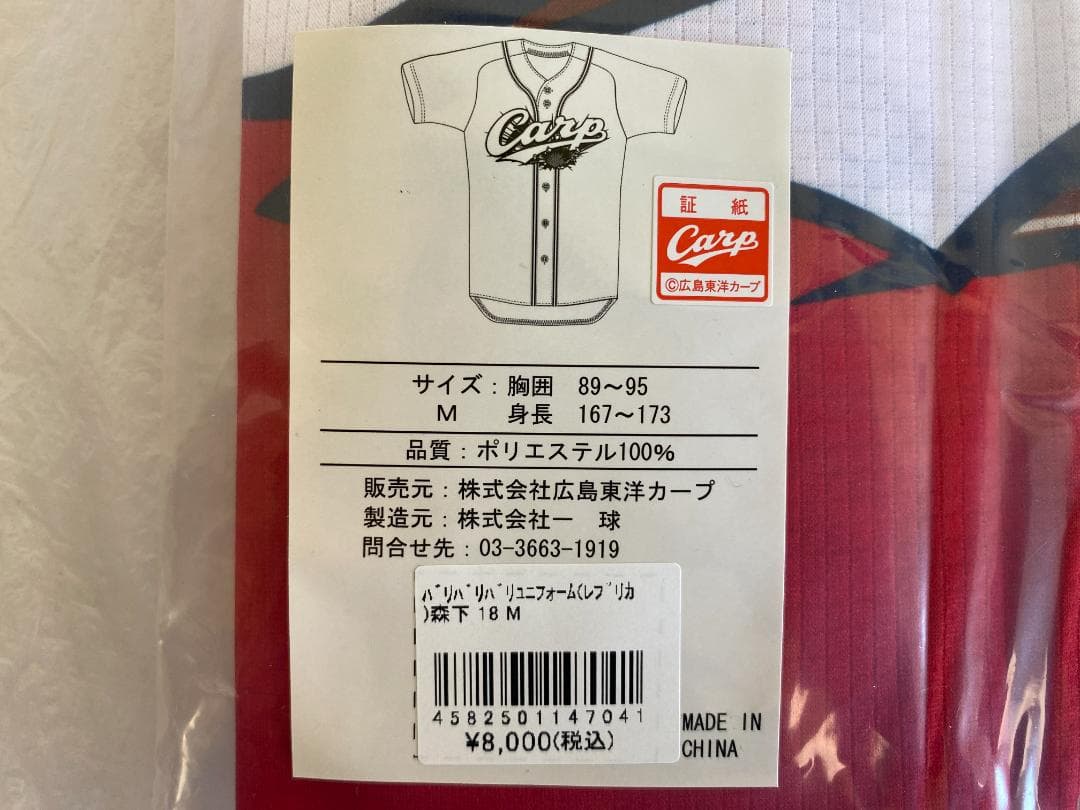 Carp
証 紙
Carp
©広島東洋カープ
サイズ：胸囲 89～95
M 身長 167～173
品質：ポリエステル100%
販売元：株式会社広島東洋カープ
製造元：株式会社一 球
問合せ先：03-3663-1919
ﾊﾞﾘﾊﾞﾘﾊﾞﾘﾕﾆﾌｫｰﾑ(ﾚﾌﾟﾘｶ
)森下 18 M
4582501147041
¥8,000(税込)
MADE IN
CHINA